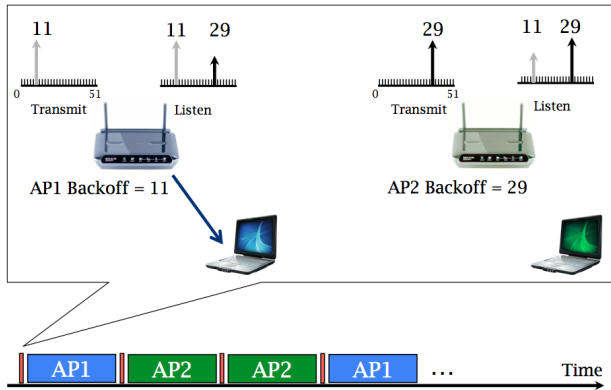 11 11 29 29 11 29
0 Transmit 51 Listen 0 Transmit 51 Listen
AP1 Backoff = 11 AP2 Backoff = 29
AP1 AP2 AP2 AP1 ... Time